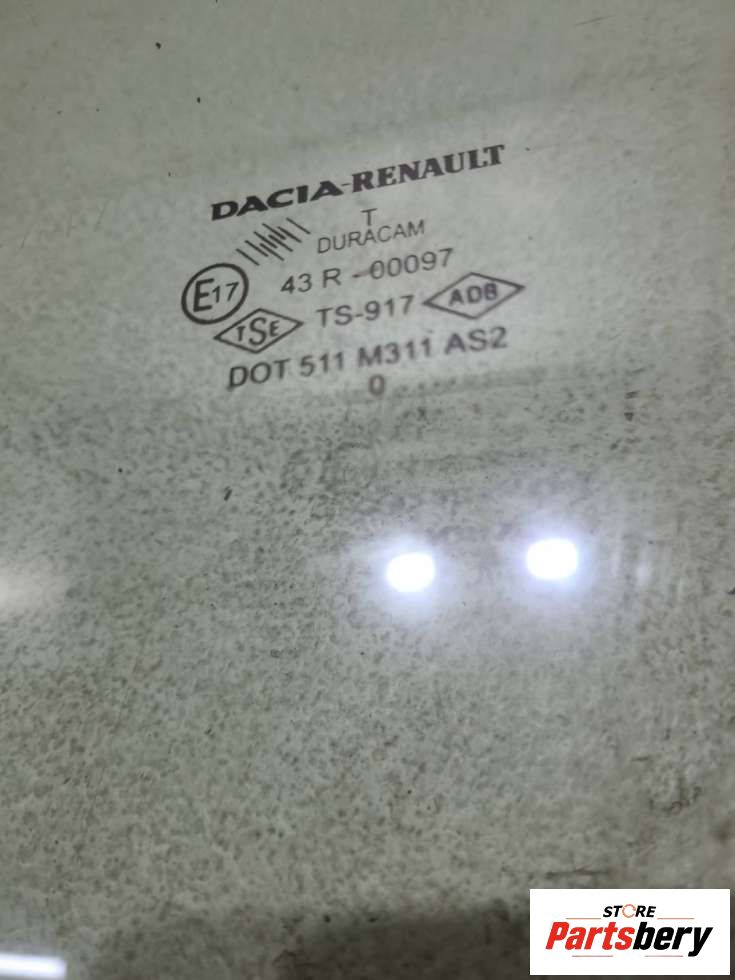 DACIA-RENAULT
T
DURACAM
E17
43 R -00097
TSE TS-917 ADB
DOT 511 M311 AS2
0
STORE
Partsbery